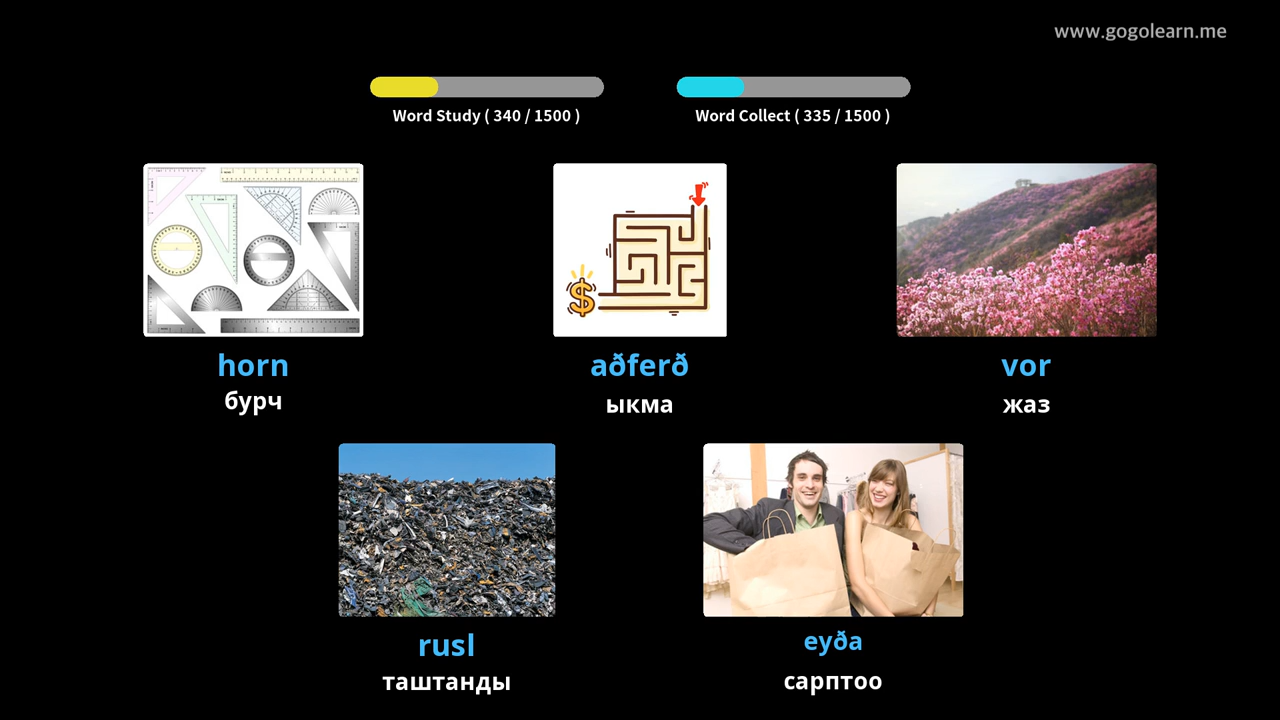 www.gogolearn.me
Word Study ( 340 / 1500 )
Word Collect ( 335 / 1500 )
horn
бурч
aðferð
ыкма
vor
жаз
rusl
таштанды
eyða
сарптоо